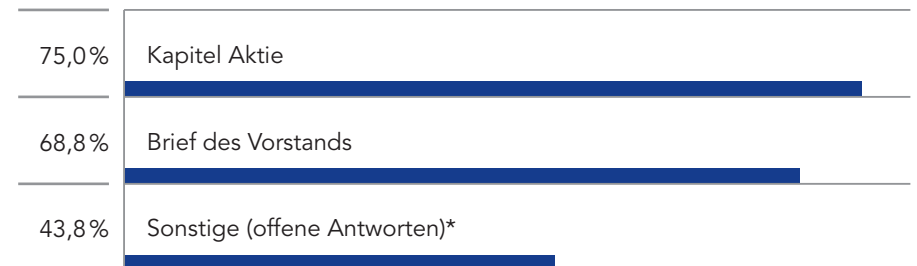 75,0% Kapitel Aktie
68,8% Brief des Vorstands
43,8% Sonstige (offene Antworten)*